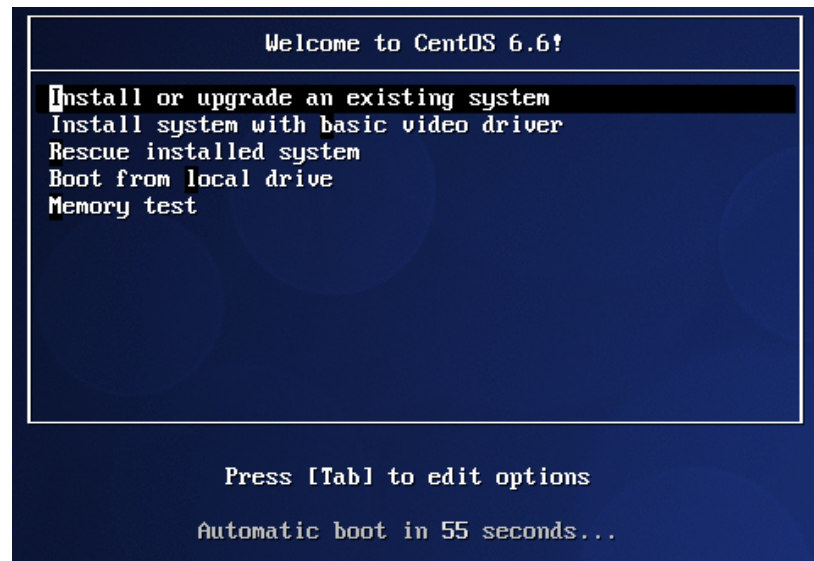 Welcome to CentOS 6.6!
Install or upgrade an existing system
Install system with basic video driver
Rescue installed system
Boot from local drive
Memory test
Press [Tab] to edit options
Automatic boot in 55 seconds...